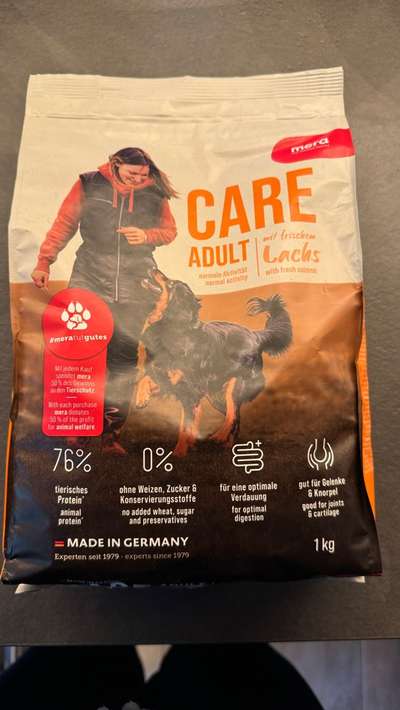 mera
CARE
ADULT
mit frischem
Lachs
with fresh salmon
normale Aktivität
normal activity
#meratutgutes
Mit jedem Kauf
spendet mera
50% des Gewinns
an den Tierschutz
With each purchase
mera donates
50% of the profit
for animal welfare
76%
tierisches
Protein*
animal
protein*
0%
ohne Weizen, Zucker &
Konservierungsstoffe
no added wheat, sugar
and preservatives
für eine optimale
Verdauung
for optimal
digestion
gut für Gelenke
& Knorpel
good for joints
& cartilage
MADE IN GERMANY
Experten seit 1979 - experts since 1979
1 kg